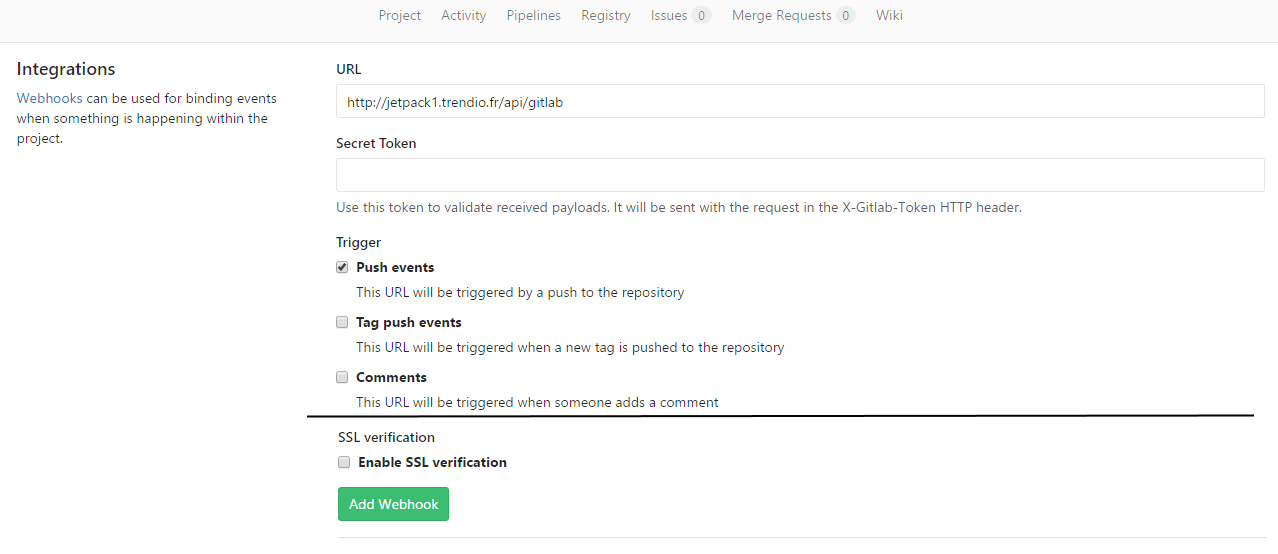 Project Activity Pipelines Registry Issues 0 Merge Requests 0 Wiki
Integrations
Webhooks can be used for binding events
when something is happening within the
project.
URL
http://jetpack1.trendio.fr/api/gitlab
Secret Token
Use this token to validate received payloads. It will be sent with the request in the X-Gitlab-Token HTTP header.
Trigger
Push events
This URL will be triggered by a push to the repository
Tag push events
This URL will be triggered when a new tag is pushed to the repository
Comments
This URL will be triggered when someone adds a comment
SSL verification
Enable SSL verification
Add Webhook